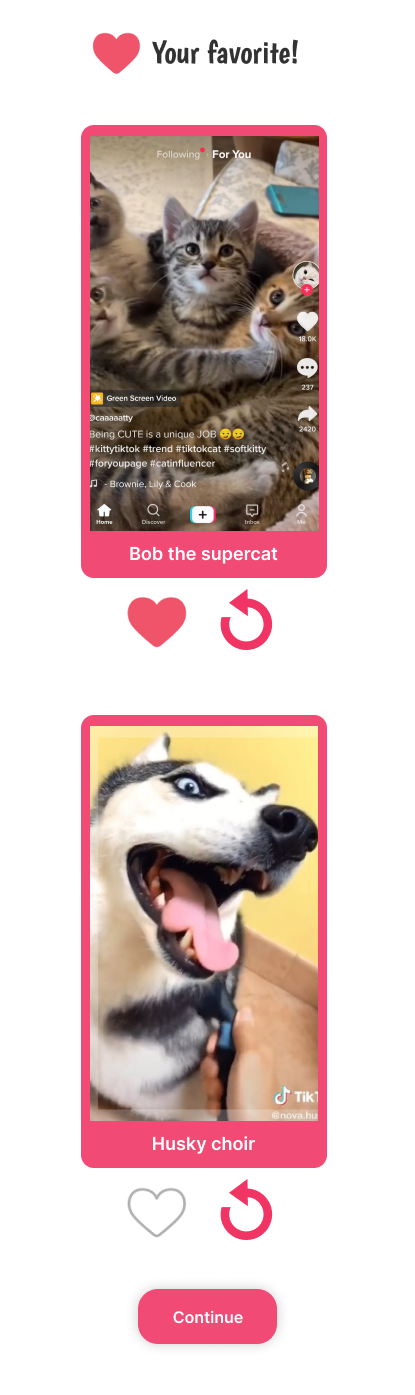 Your favorite!
Following · For You
18.0K
237
2420
Green Screen Video
@caaaaatty
Being CUTE is a unique JOB 😏😏
#kittytiktok #trend #tiktokcat #softkitty
#foryoupage #catinfluencer
- Brownie, Lily & Cook
Home Discover Inbox Me
Bob the supercat
TikT
@nova.hu
Husky choir
Continue